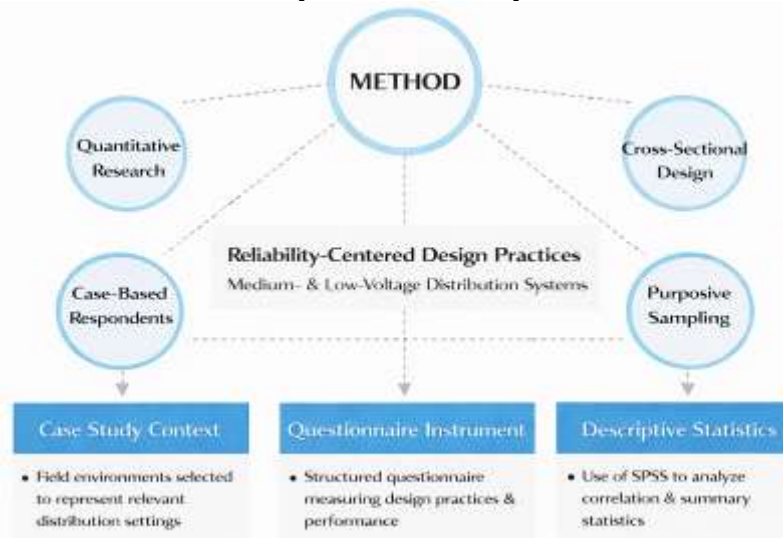 METHOD
Quantitative
Research
Cross-Sectional
Design
Reliability-Centered Design Practices
Medium- & Low-Voltage Distribution Systems
Case-Based
Respondents
Purposive
Sampling
Case Study Context
• Field environments selected
to represent relevant
distribution settings
Questionnaire Instrument
• Structured questionnaire
measuring design practices &
performance
Descriptive Statistics
• Use of SPSS to analyze
correlation & summary
statistics